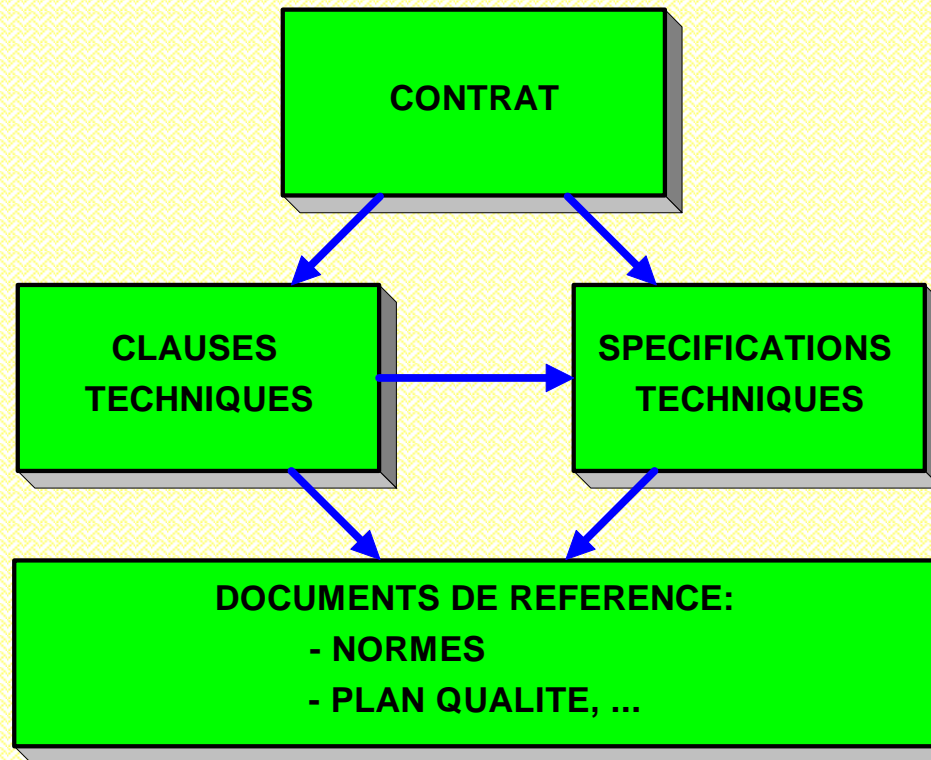 CONTRAT
CLAUSES
TECHNIQUES
SPECIFICATIONS
TECHNIQUES
DOCUMENTS DE REFERENCE:
- NORMES
- PLAN QUALITE, ...